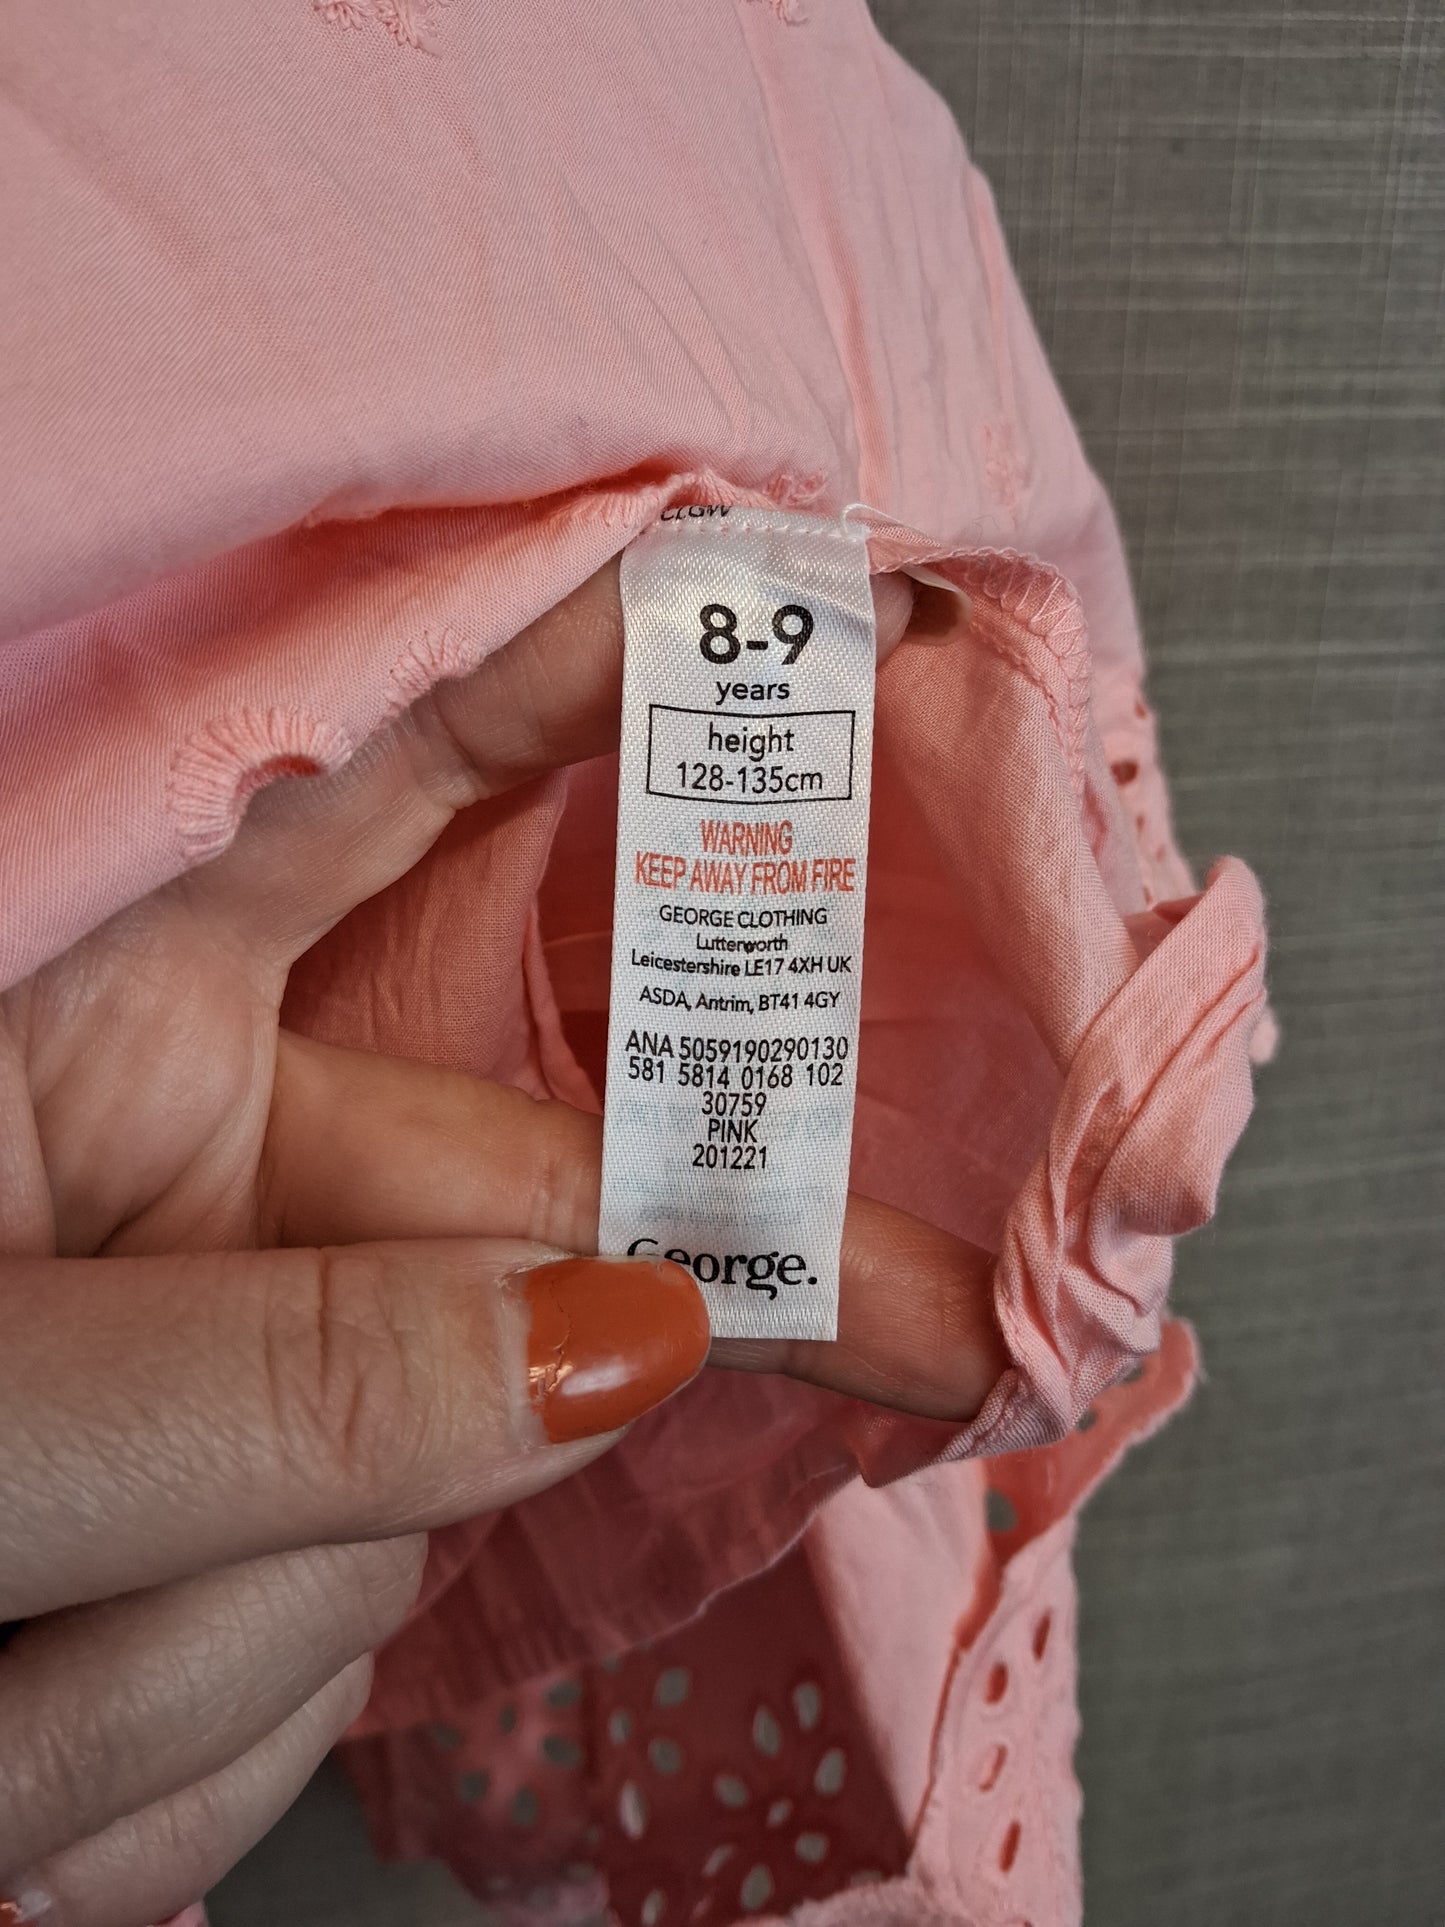 8-9
years
height
128-135cm
WARNING
KEEP AWAY FROM FIRE
GEORGE CLOTHING
Lutterworth
Leicestershire LE17 4XH UK
ASDA, Antrim, BT41 4GY
ANA 5059190290130
581 5814 0168 102
30759
PINK
201221
George.